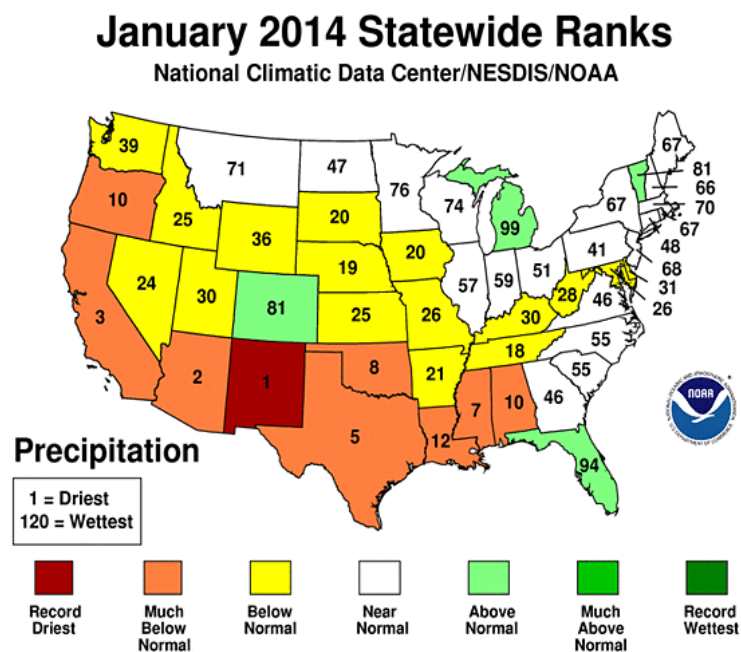 January 2014 Statewide Ranks
National Climatic Data Center/NESDIS/NOAA
39
71
47
76
74
67
81
66
70
67
48
68
31
26
10
25
36
20
20
99
67
41
24
30
81
19
57
59
51
28
46
3
25
26
30
55
2
1
8
21
18
55
5
12
7
10
46
94
NOAA
Precipitation
1 = Driest
120 = Wettest
Record
Driest
Much
Below
Normal
Below
Normal
Near
Normal
Above
Normal
Much
Above
Normal
Record
Wettest